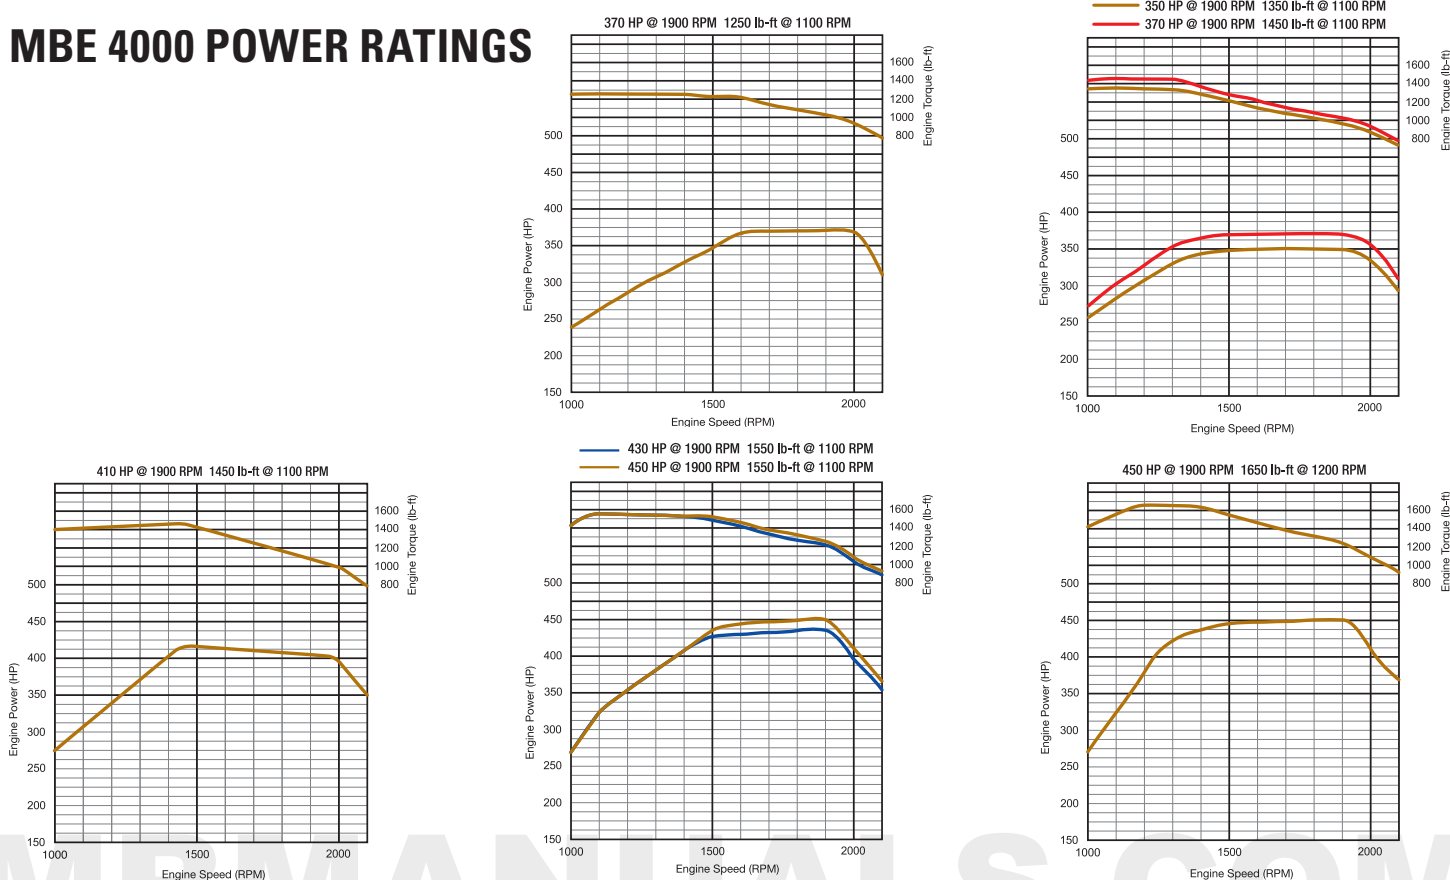 MBE 4000 POWER RATINGS
370 HP @ 1900 RPM 1250 lb-ft @ 1100 RPM
1600
1400
1200
1000
800
Engine Torque (lb-ft)
500
450
400
350
300
250
200
150
Engine Power (HP)
1000 1500 2000
Engine Speed (RPM)
350 HP @ 1900 RPM 1350 lb-ft @ 1100 RPM
370 HP @ 1900 RPM 1450 lb-ft @ 1100 RPM
1600
1400
1200
1000
800
Engine Torque (lb-ft)
500
450
400
350
300
250
200
150
Engine Power (HP)
1000 1500 2000
Engine Speed (RPM)
410 HP @ 1900 RPM 1450 lb-ft @ 1100 RPM
1600
1400
1200
1000
800
Engine Torque (lb-ft)
500
450
400
350
300
250
200
150
Engine Power (HP)
1000 1500 2000
Engine Speed (RPM)
430 HP @ 1900 RPM 1550 lb-ft @ 1100 RPM
450 HP @ 1900 RPM 1550 lb-ft @ 1100 RPM
1600
1400
1200
1000
800
Engine Torque (lb-ft)
500
450
400
350
300
250
200
150
Engine Power (HP)
1000 1500 2000
Engine Speed (RPM)
450 HP @ 1900 RPM 1650 lb-ft @ 1200 RPM
1600
1400
1200
1000
800
Engine Torque (lb-ft)
500
450
400
350
300
250
200
150
Engine Power (HP)
1000 1500 2000
Engine Speed (RPM)
MBMANUALS.COM